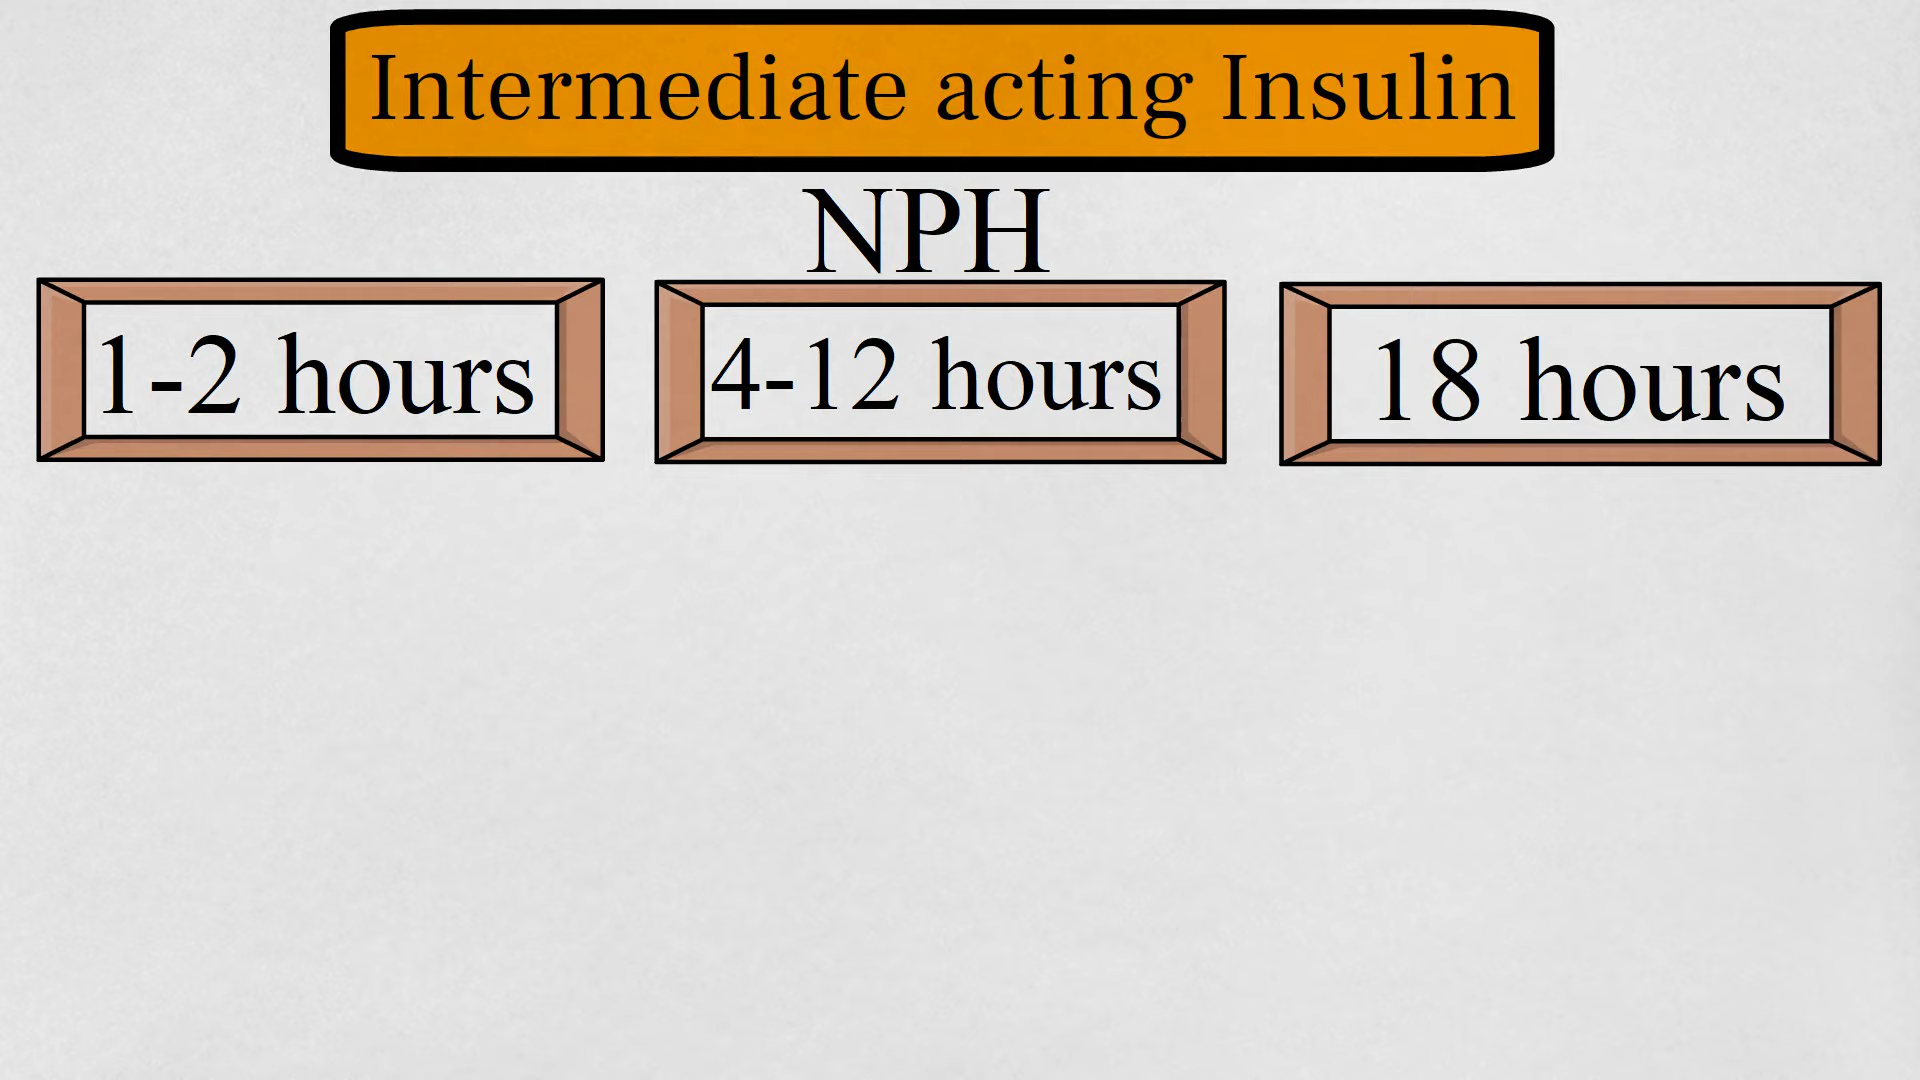 Intermediate acting Insulin
NPH
1-2 hours
4-12 hours
18 hours